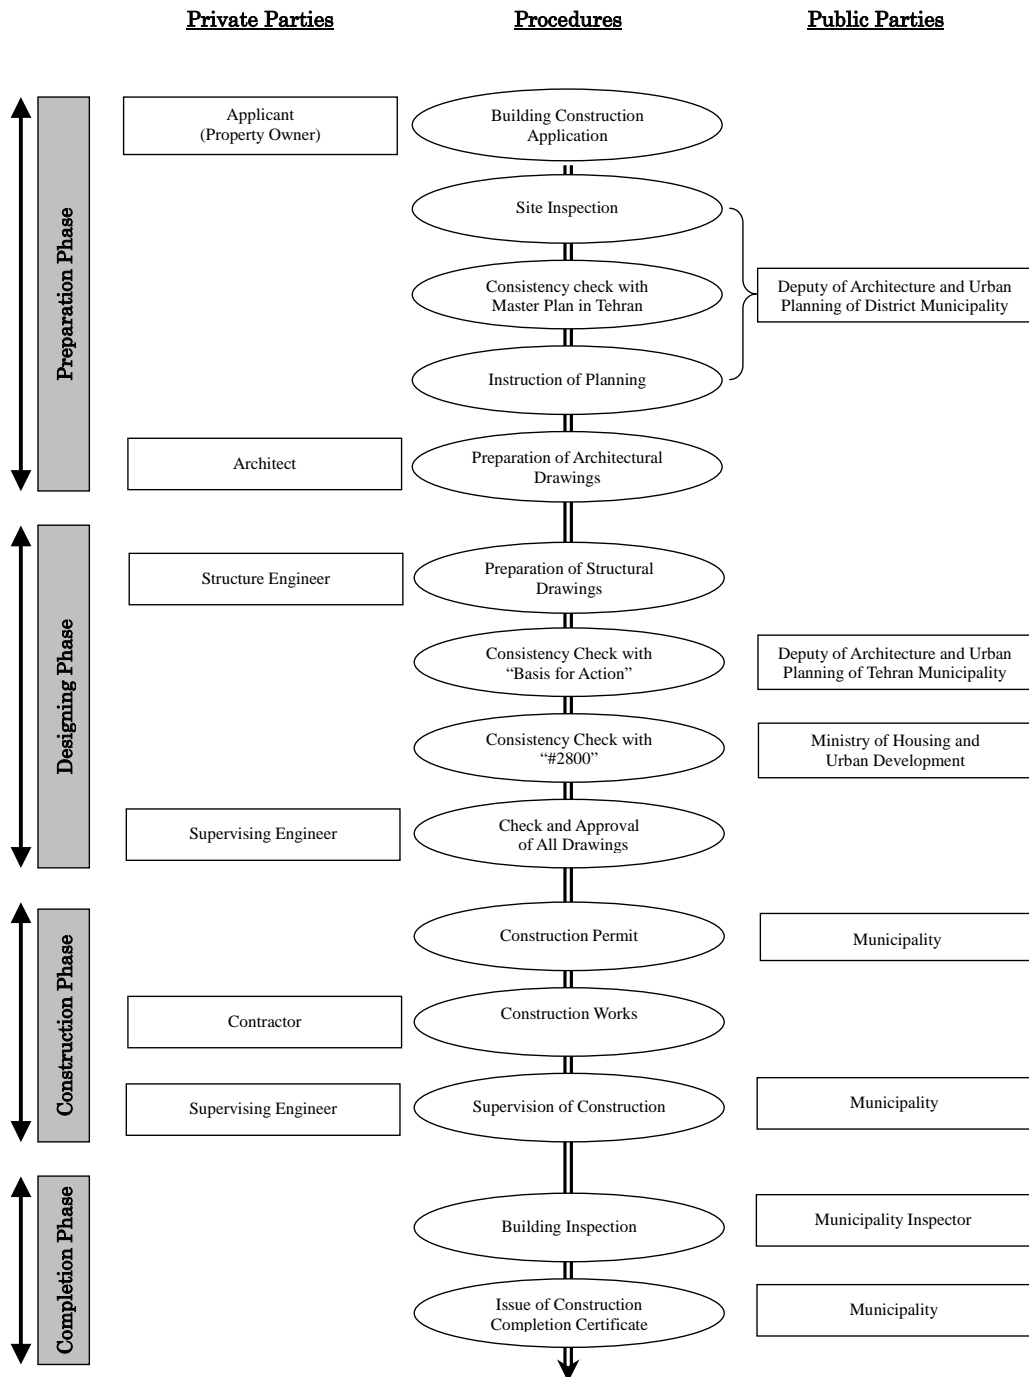 Private Parties
Procedures
Public Parties
Preparation Phase
Applicant
(Property Owner)
Building Construction
Application
Site Inspection
Consistency check with
Master Plan in Tehran
Deputy of Architecture and Urban
Planning of District Municipality
Instruction of Planning
Architect
Preparation of Architectural
Drawings
Designing Phase
Structure Engineer
Preparation of Structural
Drawings
Consistency Check with
“Basis for Action”
Deputy of Architecture and Urban
Planning of Tehran Municipality
Consistency Check with
“#2800”
Ministry of Housing and
Urban Development
Supervising Engineer
Check and Approval
of All Drawings
Construction Phase
Construction Permit
Municipality
Contractor
Construction Works
Supervising Engineer
Supervision of Construction
Municipality
Completion Phase
Building Inspection
Municipality Inspector
Issue of Construction
Completion Certificate
Municipality